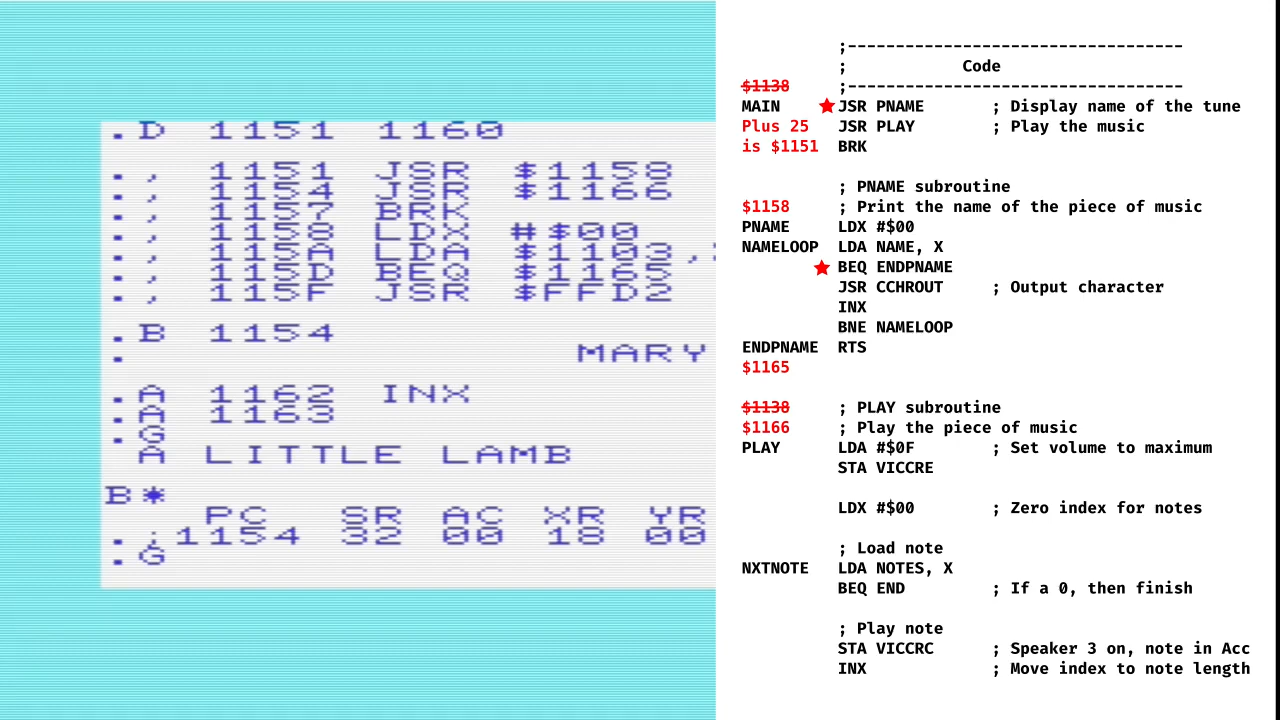 .D 1151 1160
., 1151 JSR $1158
., 1154 JSR $1166
., 1157 BRK
., 1158 LDX #$00
., 115A LDA $1103,
., 115D BEQ $1165
., 115F JSR $FFD2
.B 1154
. MARY
.A 1162 INX
.A 1163
.G
A LITTLE LAMB
B*
PC SR AC XR YR
.;1154 32 00 18 00
.G
;-----------------------------------
; Code
$1138 ;-----------------------------------
MAIN JSR PNAME ; Display name of the tune
Plus 25 JSR PLAY ; Play the music
is $1151 BRK
; PNAME subroutine
$1158 ; Print the name of the piece of music
PNAME LDX #$00
NAMELOOP LDA NAME, X
BEQ ENDPNAME
JSR CCHROUT ; Output character
INX
BNE NAMELOOP
ENDPNAME RTS
$1165
$1138 ; PLAY subroutine
$1166 ; Play the piece of music
PLAY LDA #$0F ; Set volume to maximum
STA VICCRE
LDX #$00 ; Zero index for notes
; Load note
NXTNOTE LDA NOTES, X
BEQ END ; If a 0, then finish
; Play note
STA VICCRC ; Speaker 3 on, note in Acc
INX ; Move index to note length